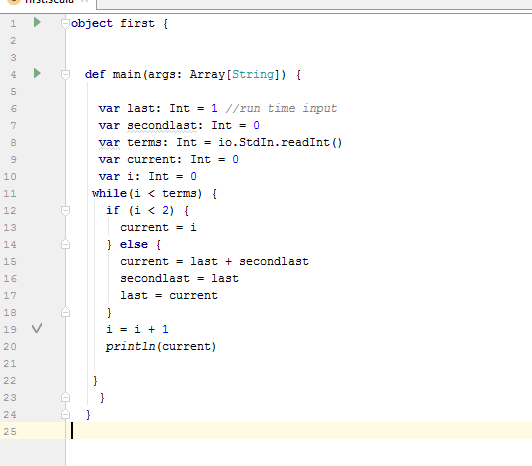 first.scala
1 object first {
2
3
4 def main(args: Array[String]) {
5
6 var last: Int = 1 //run time input
7 var secondlast: Int = 0
8 var terms: Int = io.StdIn.readInt()
9 var current: Int = 0
10 var i: Int = 0
11 while(i < terms) {
12 if (i < 2) {
13 current = i
14 } else {
15 current = last + secondlast
16 secondlast = last
17 last = current
18 }
19 i = i + 1
20 println(current)
21
22 }
23 }
24 }
25